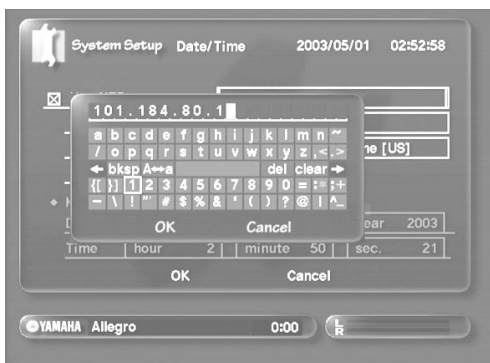 System Setup Date/Time 2003/05/01 02:52:58
101.184.80.1
a b c d e f g h i j k l m n ~
/ o p q r s t u v w x y z ,< .>
← bksp A↔a del clear →
{[ }] 1 2 3 4 5 6 7 8 9 0 = :* ;+
- \ ! "' # $ % & ' ( ) ? @ | ^_
ne [US]
OK Cancel
ear 2003
Time hour 2 minute 50 sec. 21
OK Cancel
YAMAHA Allegro 0:00 L R